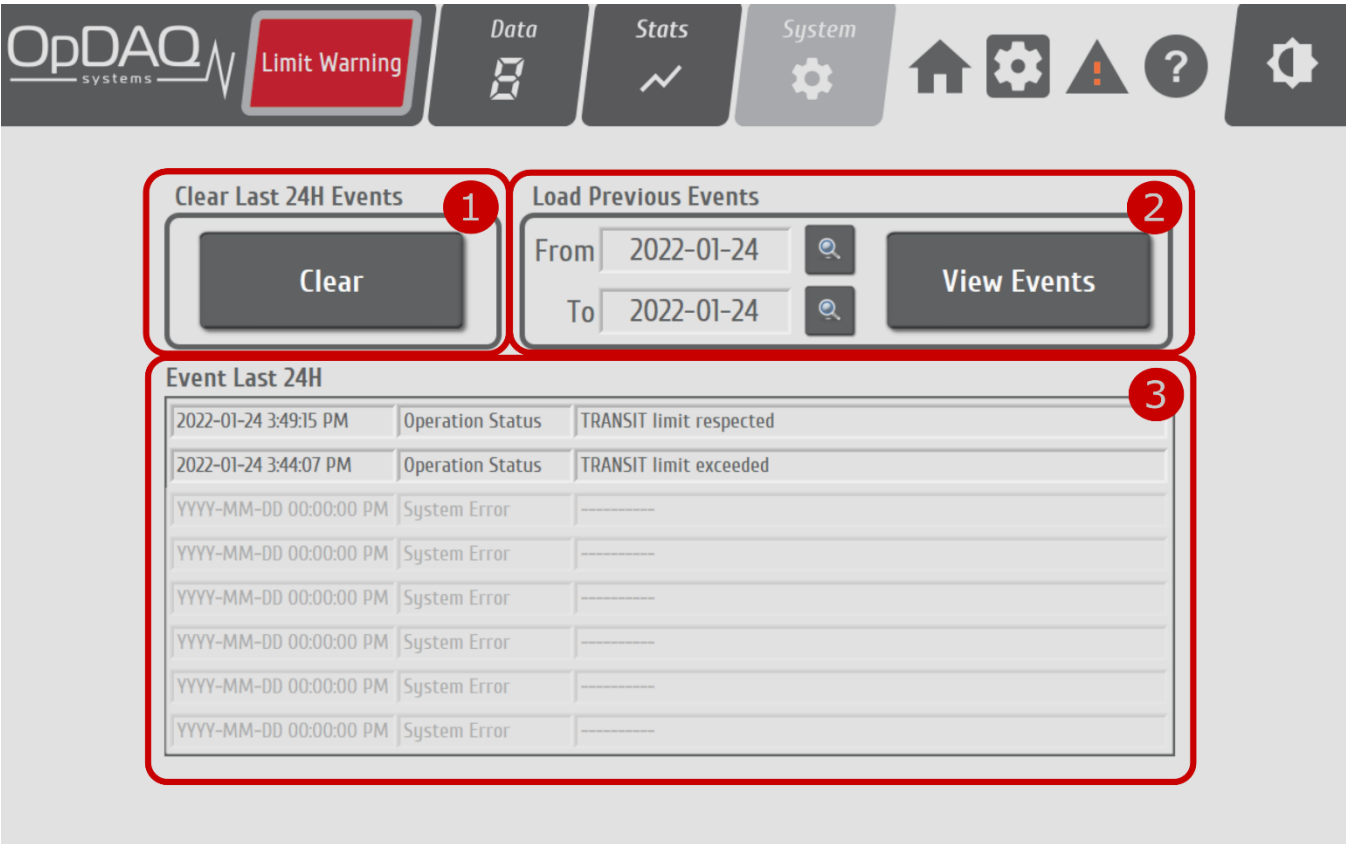 OpDAQ
systems
Limit Warning
Data
8
Stats
System
?
Clear Last 24H Events
1
Clear
Load Previous Events
2
From 2022-01-24
To 2022-01-24
View Events
Event Last 24H
3
2022-01-24 3:49:15 PM Operation Status TRANSIT limit respected
2022-01-24 3:44:07 PM Operation Status TRANSIT limit exceeded
YYYY-MM-DD 00:00:00 PM System Error ----------
YYYY-MM-DD 00:00:00 PM System Error ----------
YYYY-MM-DD 00:00:00 PM System Error ----------
YYYY-MM-DD 00:00:00 PM System Error ----------
YYYY-MM-DD 00:00:00 PM System Error ----------
YYYY-MM-DD 00:00:00 PM System Error ----------